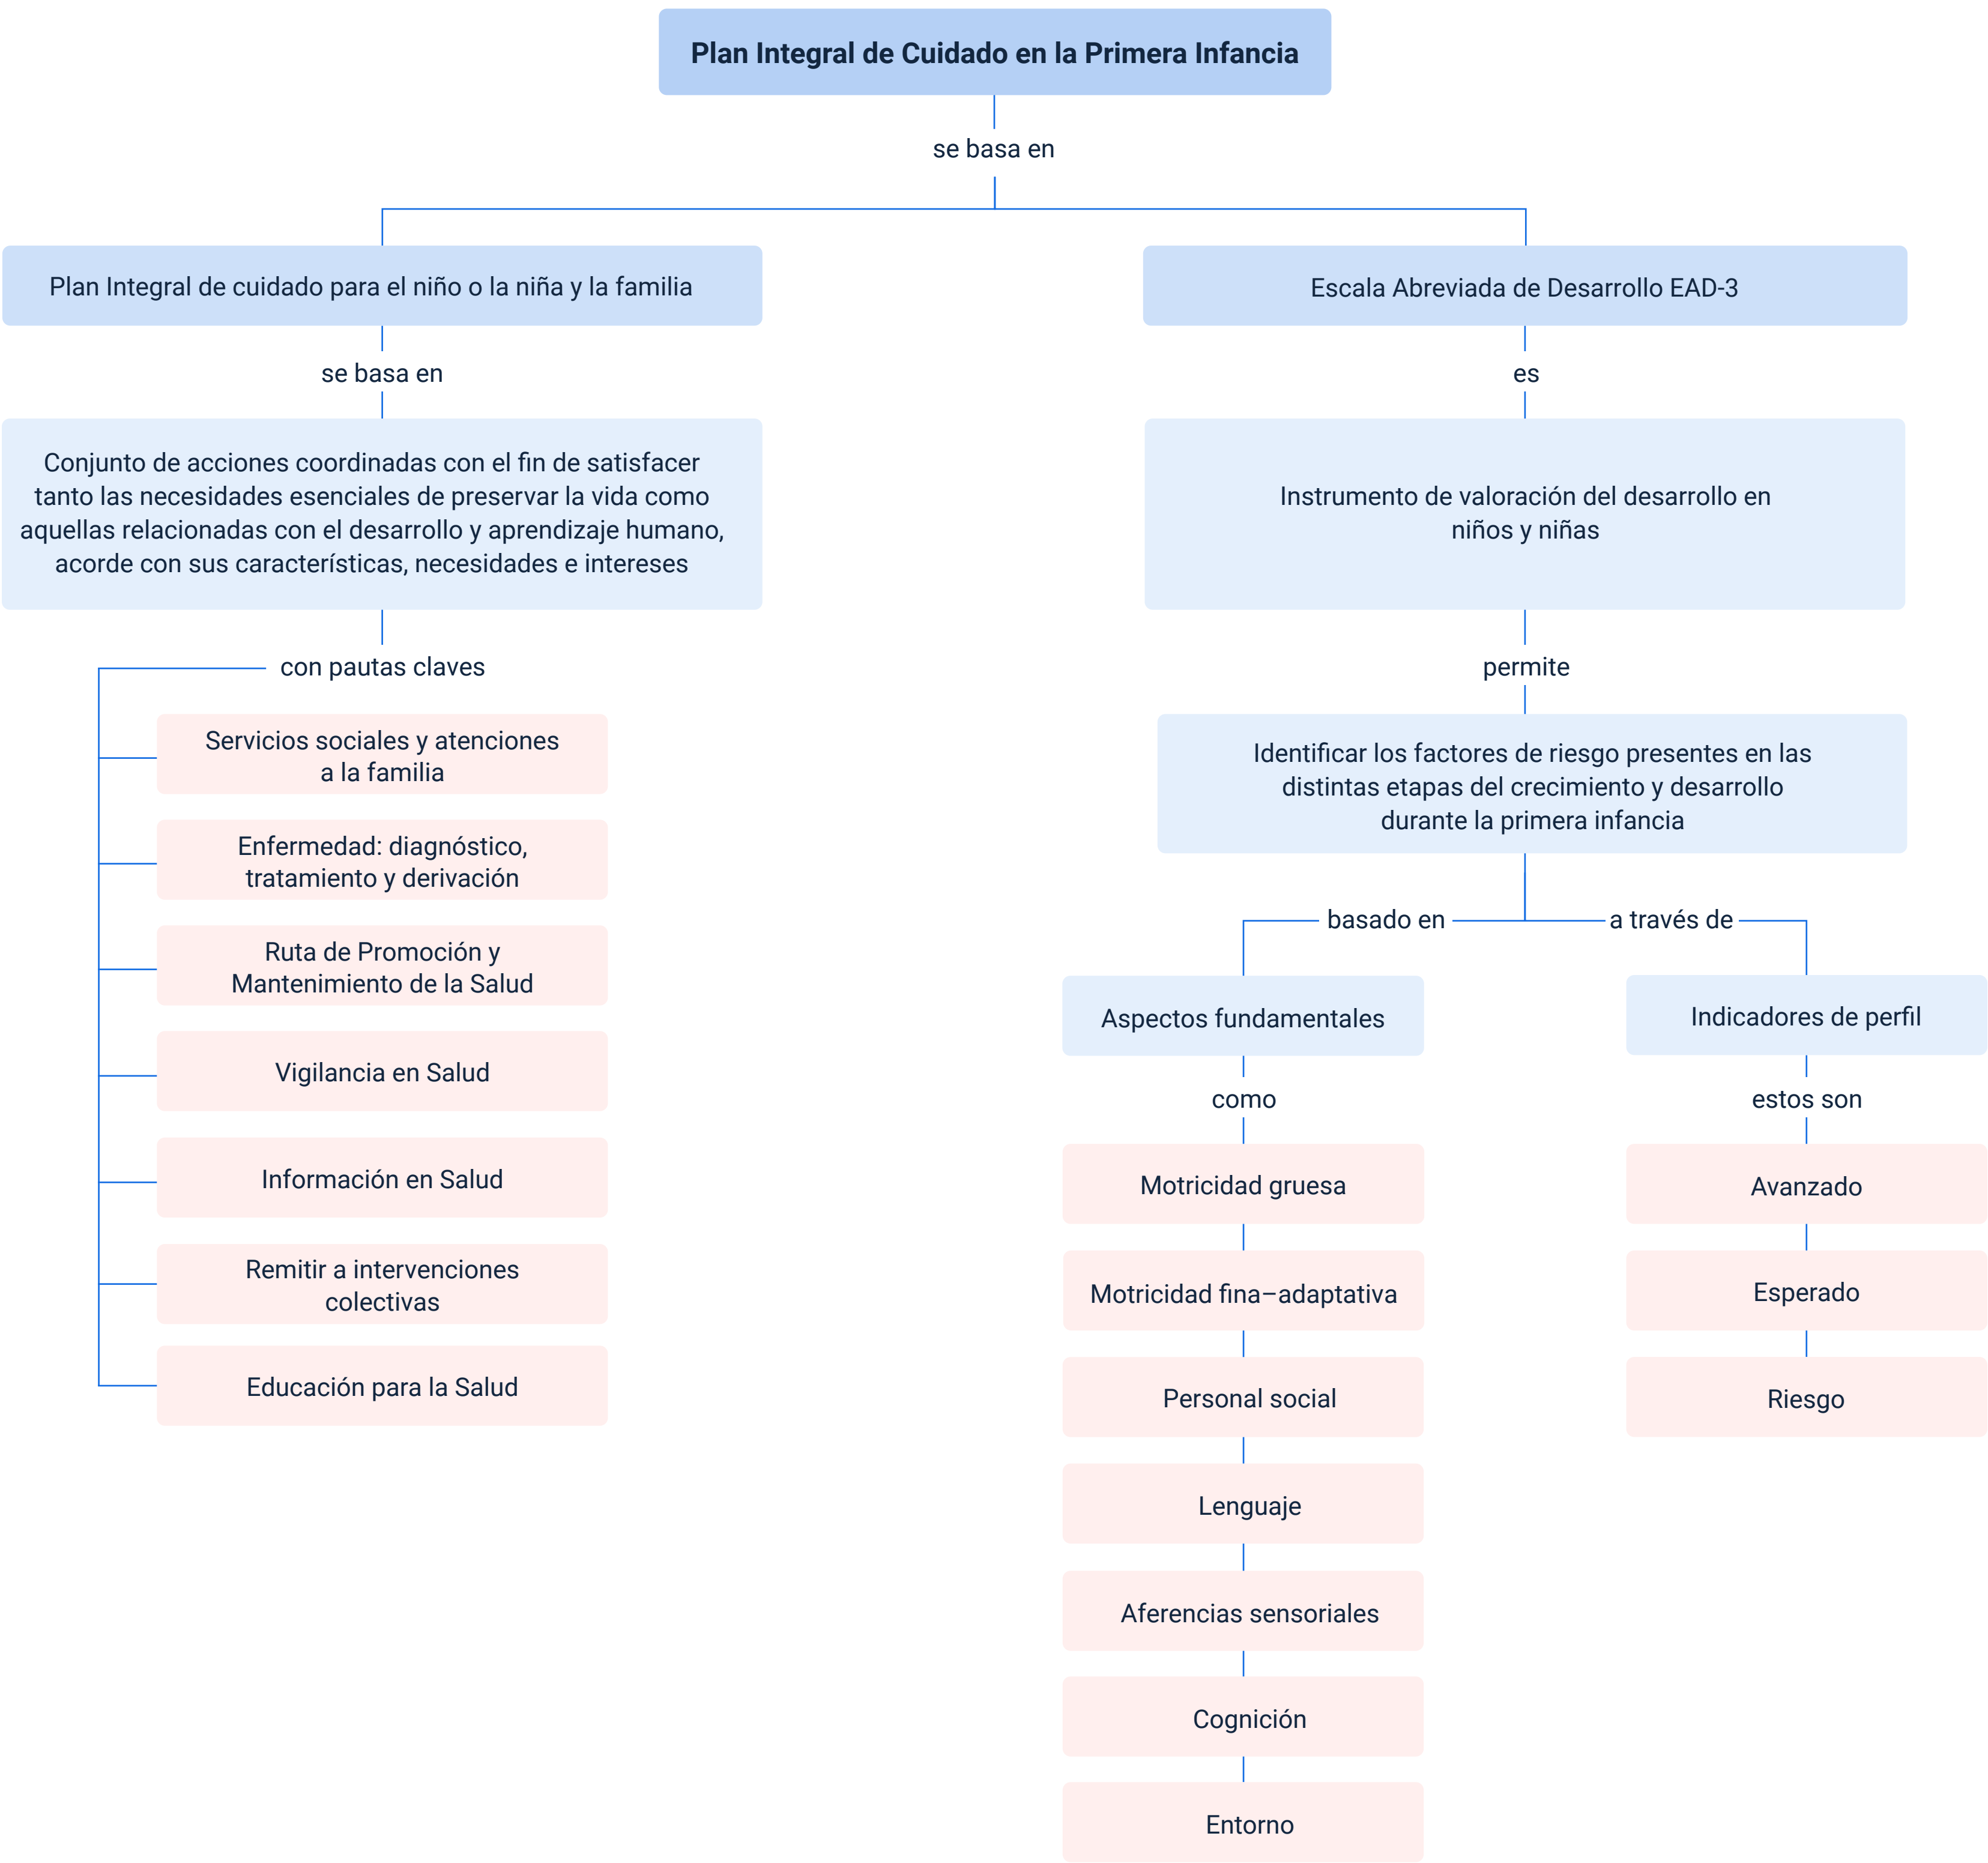 Plan Integral de Cuidado en la Primera Infancia
se basa en
Plan Integral de cuidado para el niño o la niña y la familia
se basa en
Conjunto de acciones coordinadas con el fin de satisfacer
tanto las necesidades esenciales de preservar la vida como
aquellas relacionadas con el desarrollo y aprendizaje humano,
acorde con sus características, necesidades e intereses
con pautas claves
Servicios sociales y atenciones
a la familia
Enfermedad: diagnóstico,
tratamiento y derivación
Ruta de Promoción y
Mantenimiento de la Salud
Vigilancia en Salud
Información en Salud
Remitir a intervenciones
colectivas
Educación para la Salud
Escala Abreviada de Desarrollo EAD-3
es
Instrumento de valoración del desarrollo en
niños y niñas
permite
Identificar los factores de riesgo presentes en las
distintas etapas del crecimiento y desarrollo
durante la primera infancia
basado en
Aspectos fundamentales
como
Motricidad gruesa
Motricidad fina–adaptativa
Personal social
Lenguaje
Aferencias sensoriales
Cognición
Entorno
a través de
Indicadores de perfil
estos son
Avanzado
Esperado
Riesgo